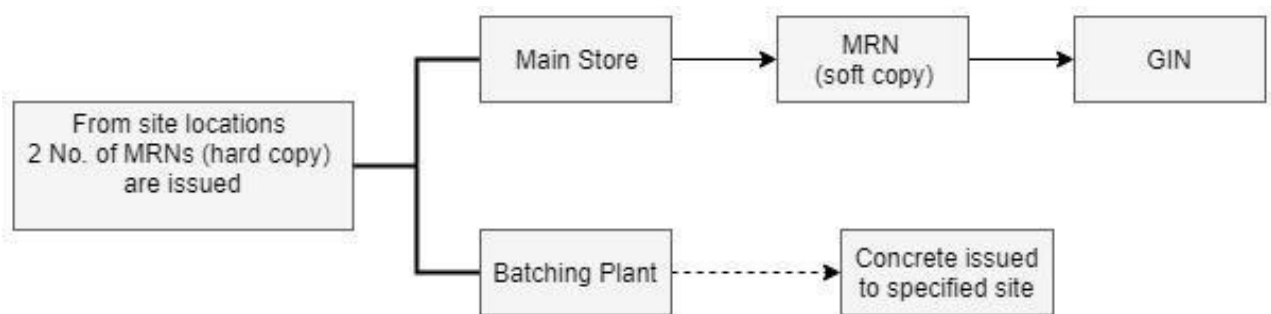 From site locations
2 No. of MRNs (hard copy)
are issued
Main Store
MRN
(soft copy)
GIN
Batching Plant
Concrete issued
to specified site